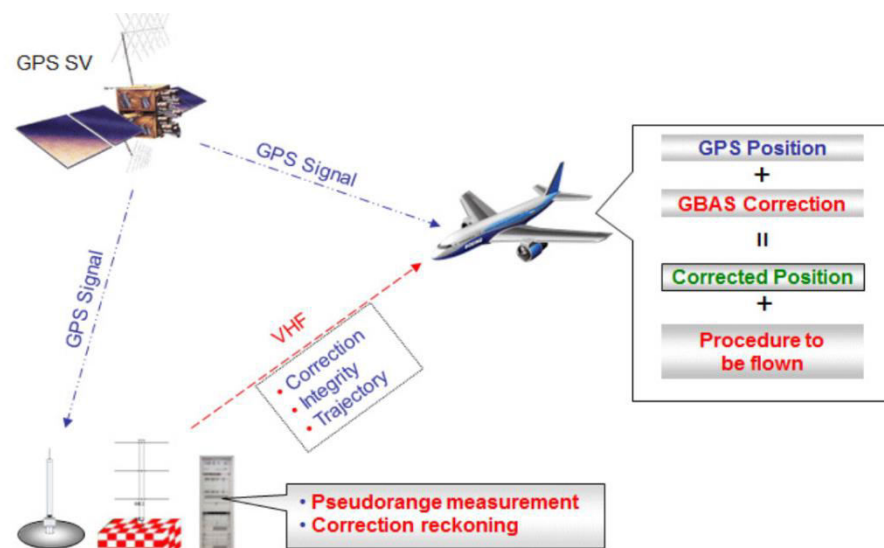 GPS SV
GPS Signal
GPS Signal
VHF
• Correction
• Integrity
• Trajectory
GPS Position
+
GBAS Correction
=
Corrected Position
+
Procedure to
be flown
• Pseudorange measurement
• Correction reckoning